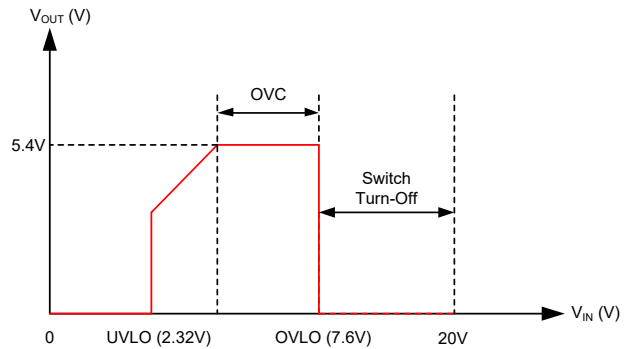 V_OUT (V)
OVC
5.4V
Switch
Turn-Off
V_IN (V)
0
UVLO (2.32V)
OVLO (7.6V)
20V